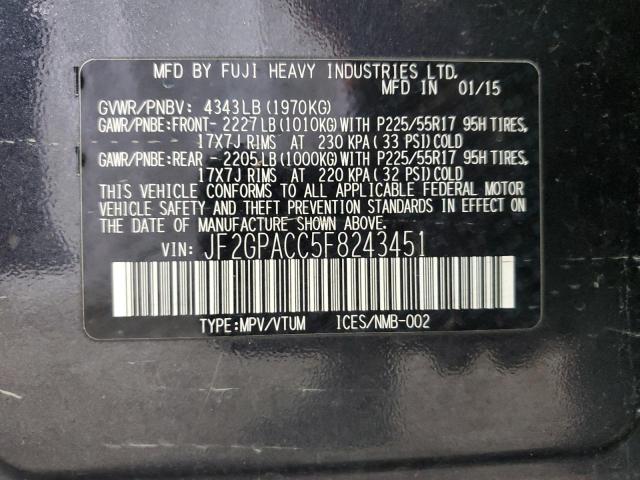 MFD BY FUJI HEAVY INDUSTRIES LTD.
MFD IN 01/15
GVWR/PNBV: 4343LB (1970KG)
GAWR/PNBE:FRONT- 2227LB (1010KG) WITH P225/55R17 95H TIRES,
17X7J RIMS AT 230 KPA (33 PSI) COLD
GAWR/PNBE:REAR - 2205LB (1000KG) WITH P225/55R17 95H TIRES,
17X7J RIMS AT 220 KPA (32 PSI) COLD
THIS VEHICLE CONFORMS TO ALL APPLICABLE FEDERAL MOTOR
VEHICLE SAFETY AND THEFT PREVENTION STANDARDS IN EFFECT ON THE
DATE OF MANUFACTURE SHOWN ABOVE.
VIN: JF2GPACC5F8243451
TYPE:MPV/VTUM ICES/NMB-002